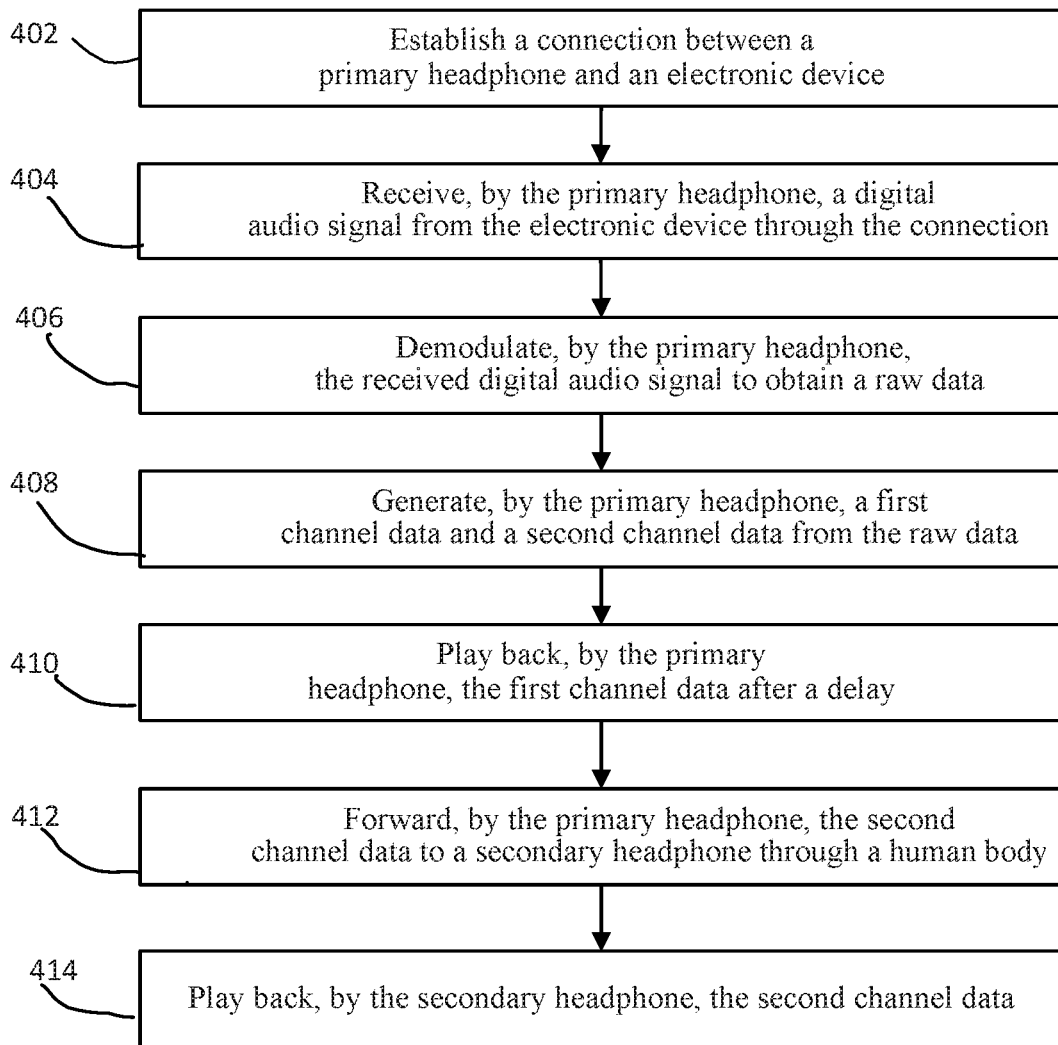 402
Establish a connection between a
primary headphone and an electronic device
404
Receive, by the primary headphone, a digital
audio signal from the electronic device through the connection
406
Demodulate, by the primary headphone,
the received digital audio signal to obtain a raw data
408
Generate, by the primary headphone, a first
channel data and a second channel data from the raw data
410
Play back, by the primary
headphone, the first channel data after a delay
412
Forward, by the primary headphone, the second
channel data to a secondary headphone through a human body
414
Play back, by the secondary headphone, the second channel data